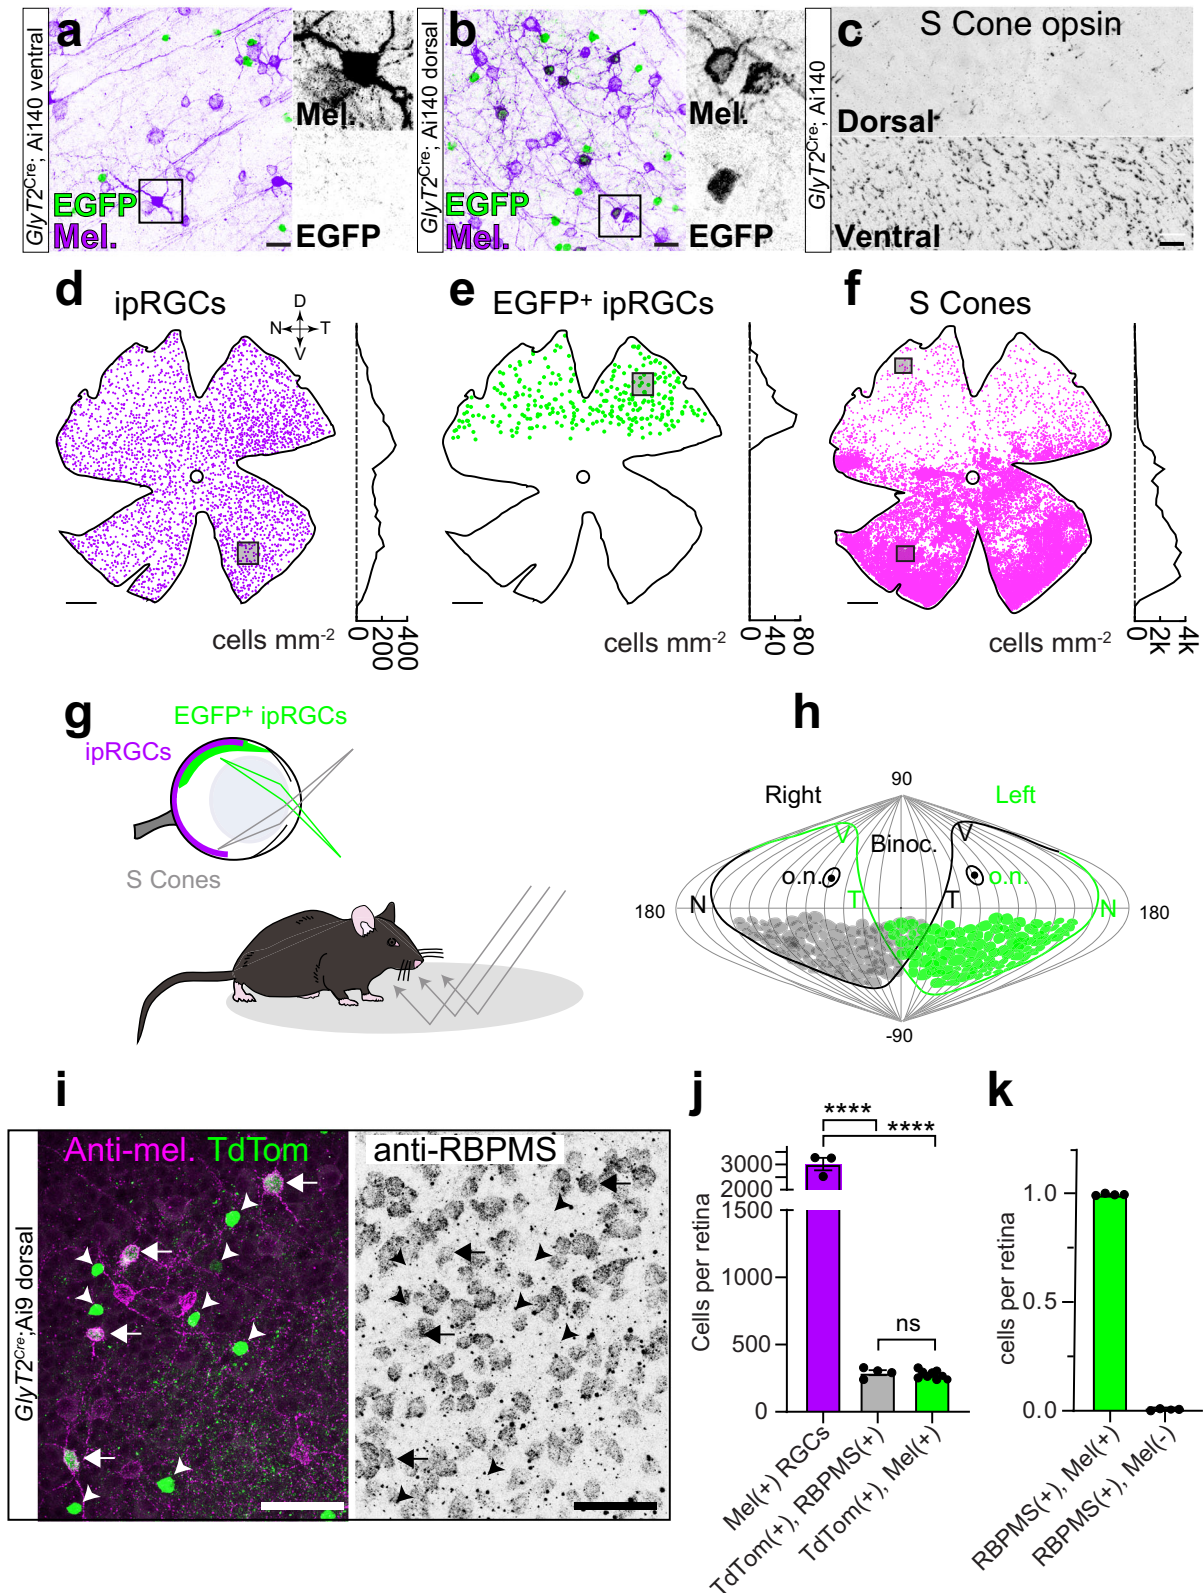 a
GlyT2Cre; Ai140 ventral
EGFP
Mel.
Mel.
EGFP
b
GlyT2Cre; Ai140 dorsal
EGFP
Mel.
Mel.
EGFP
c
GlyT2Cre; Ai140
S Cone opsin
Dorsal
Ventral
d
ipRGCs
D
N
T
V
cells mm-2
0
200
400
e
EGFP+ ipRGCs
cells mm-2
0
40
80
f
S Cones
cells mm-2
0
2k
4k
g
EGFP+ ipRGCs
ipRGCs
S Cones
h
90
Right
Left
V
V
Binoc.
o.n.
o.n.
T
T
N
N
180
180
-90
i
GlyT2Cre;Ai9 dorsal
Anti-mel. TdTom
anti-RBPMS
j
****
****
ns
Cells per retina
3000
2000
1500
1000
500
0
Mel(+) RGCs
TdTom(+), RBPMS(+)
TdTom(+), Mel(+)
k
cells per retina
1.0
0.5
0.0
RBPMS(+), Mel(+)
RBPMS(+), Mel(-)